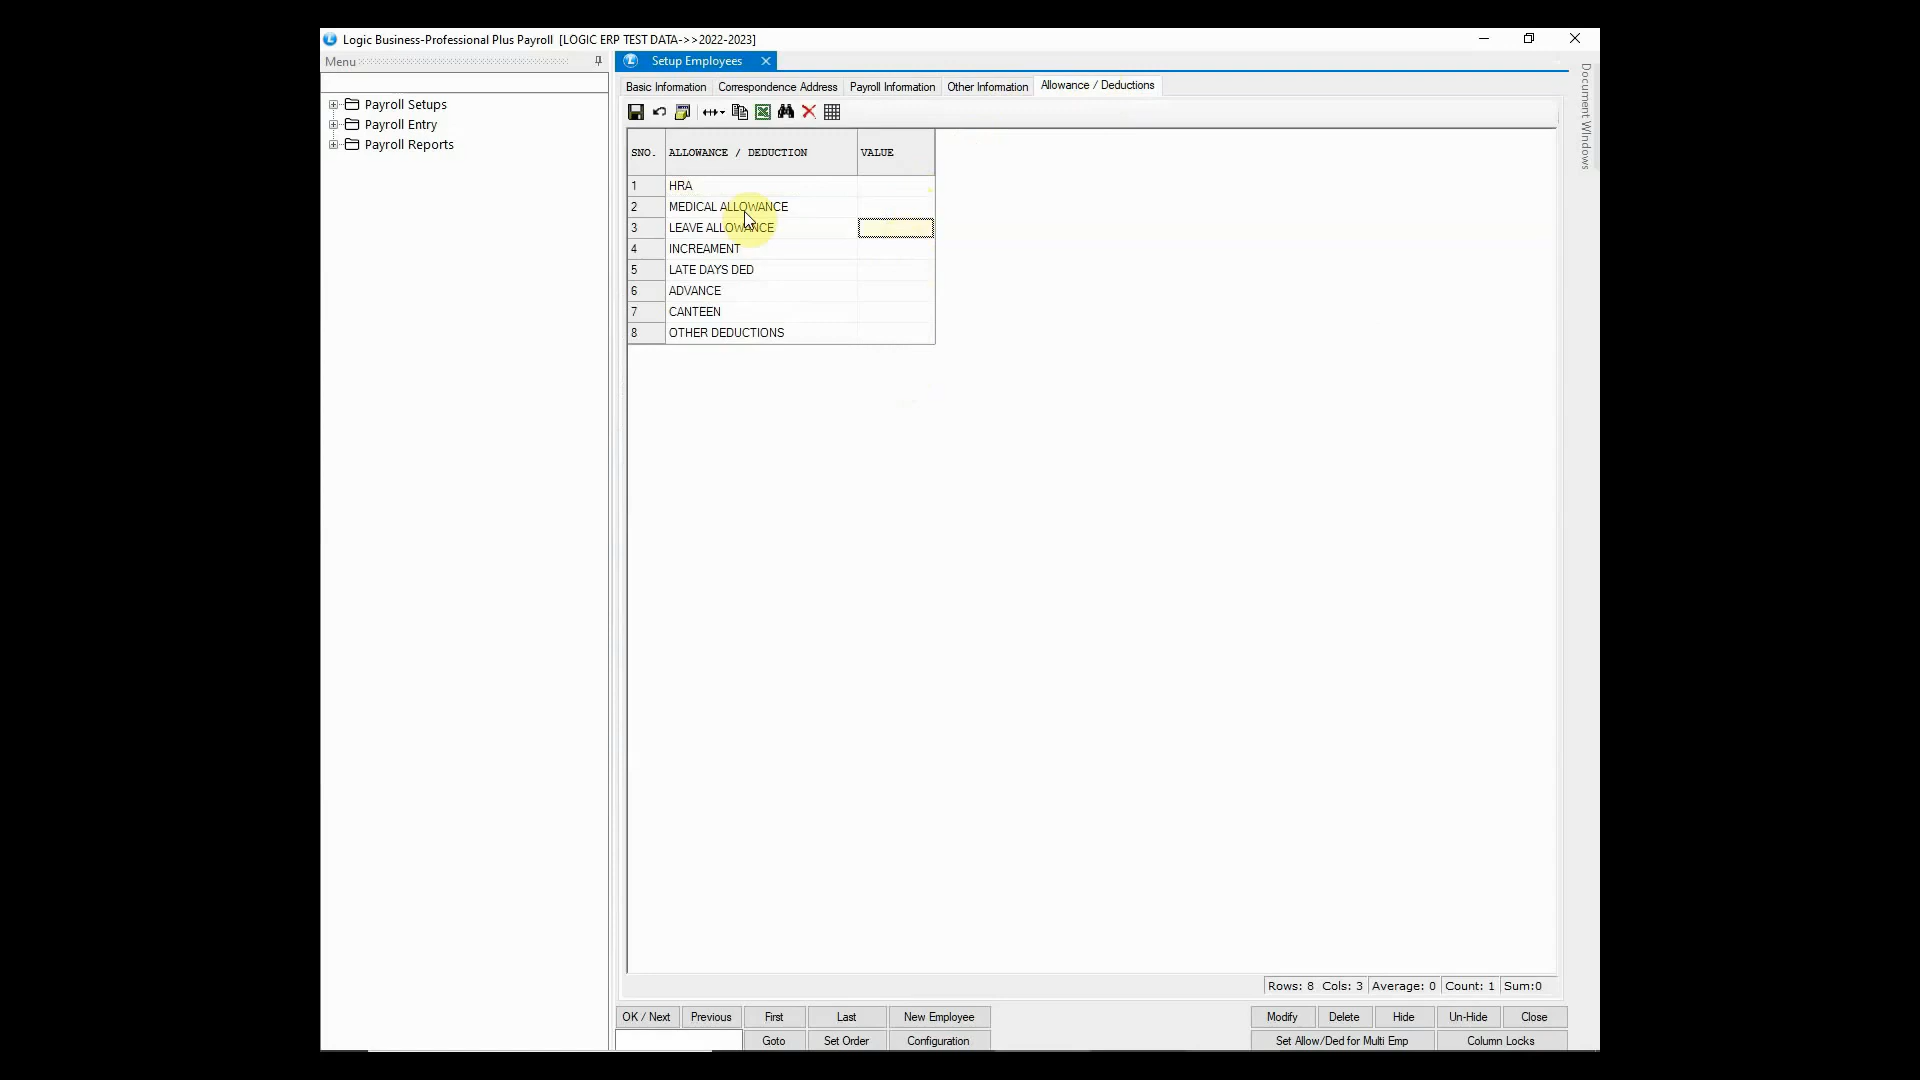 Logic Business-Professional Plus Payroll [LOGIC ERP TEST DATA->>2022-2023]
Menu
Setup Employees
Payroll Setups
Payroll Entry
Payroll Reports
Basic Information Correspondence Address Payroll Information Other Information Allowance / Deductions
SNO. ALLOWANCE / DEDUCTION VALUE
1 HRA
2 MEDICAL ALLOWANCE
3 LEAVE ALLOWANCE
4 INCREAMENT
5 LATE DAYS DED
6 ADVANCE
7 CANTEEN
8 OTHER DEDUCTIONS
Document Windows
Rows: 8 Cols: 3 Average: 0 Count: 1 Sum:0
OK / Next Previous First Last New Employee Modify Delete Hide Un-Hide Close
Goto Set Order Configuration Set Allow/Ded for Multi Emp Column Locks